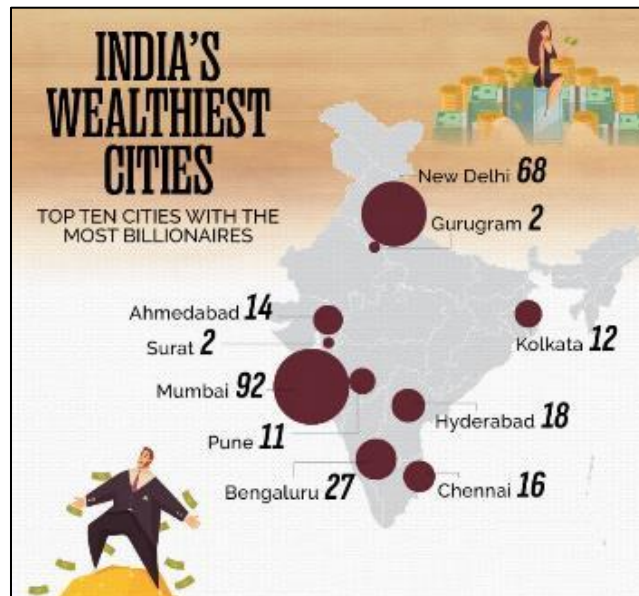 INDIA'S
WEALTHIEST
CITIES
TOP TEN CITIES WITH THE
MOST BILLIONAIRES
New Delhi 68
Gurugram 2
Ahmedabad 14
Surat 2
Kolkata 12
Mumbai 92
Hyderabad 18
Pune 11
Bengaluru 27
Chennai 16